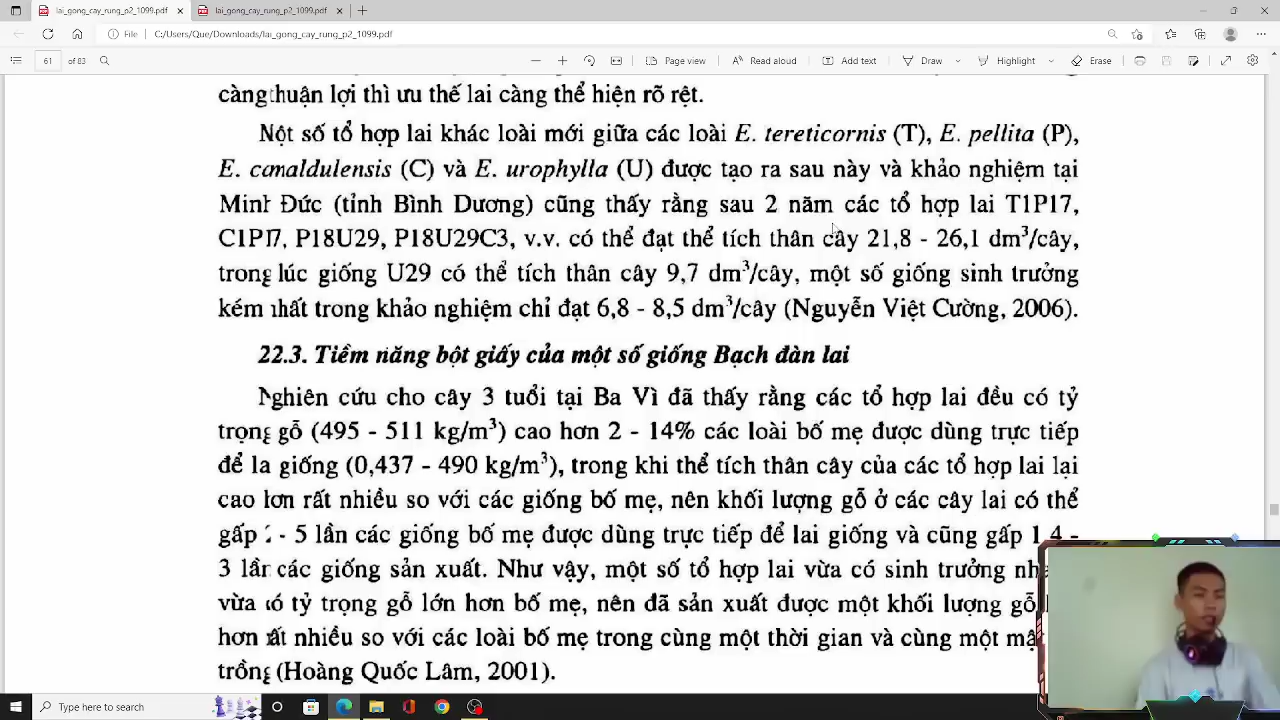 lai_gong_cay_rung_p2_1099.pdf
lai_gong_cay_rung_p2_1099.pdf
File
C:/Users/Que/Downloads/lai_gong_cay_rung_p2_1099.pdf
61 of 83
Page view
Read aloud
Add text
Draw
Highlight
Erase
càng thuận lợi thì ưu thế lai càng thể hiện rõ rệt.
Nột số tổ hợp lai khác loài mới giữa các loài E. tereticornis (T), E. pellita (P),
E. camaldulensis (C) và E. urophylla (U) được tạo ra sau này và khảo nghiệm tại
Minh Đức (tỉnh Bình Dương) cũng thấy rằng sau 2 năm các tổ hợp lai T1P17,
C1P17, P18U29, P18U29C3, v.v. có thể đạt thể tích thân cây 21,8 - 26,1 dm³/cây,
trong lúc giống U29 có thể tích thân cây 9,7 dm³/cây, một số giống sinh trưởng
kém nhất trong khảo nghiệm chỉ đạt 6,8 - 8,5 dm³/cây (Nguyễn Việt Cường, 2006).
22.3. Tiềm năng bột giấy của một số giống Bạch đàn lai
Nghiên cứu cho cây 3 tuổi tại Ba Vì đã thấy rằng các tổ hợp lai đều có tỷ
trọng gỗ (495 - 511 kg/m³) cao hơn 2 - 14% các loài bố mẹ được dùng trực tiếp
để lai giống (0,437 - 490 kg/m³), trong khi thể tích thân cây của các tổ hợp lai lại
cao hơn rất nhiều so với các giống bố mẹ, nên khối lượng gỗ ở các cây lai có thể
gấp 2 - 5 lần các giống bố mẹ được dùng trực tiếp để lai giống và cũng gấp 1,4 -
3 lần các giống sản xuất. Như vậy, một số tổ hợp lai vừa có sinh trưởng
vừa có tỷ trọng gỗ lớn hơn bố mẹ, nên đã sản xuất được một khối lượng gỗ
hơn rất nhiều so với các loài bố mẹ trong cùng một thời gian và cùng một
trồng (Hoàng Quốc Lâm, 2001).
Type here to search